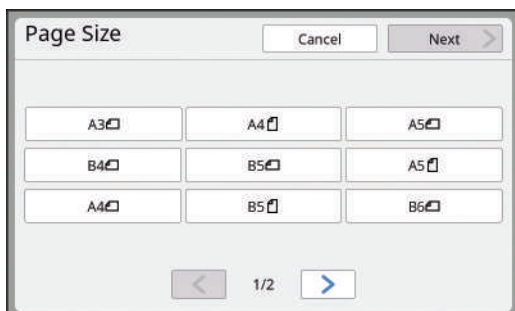 Page Size Cancel Next
A3 A4 A5
B4 B5 A5
A4 B5 B6
1/2